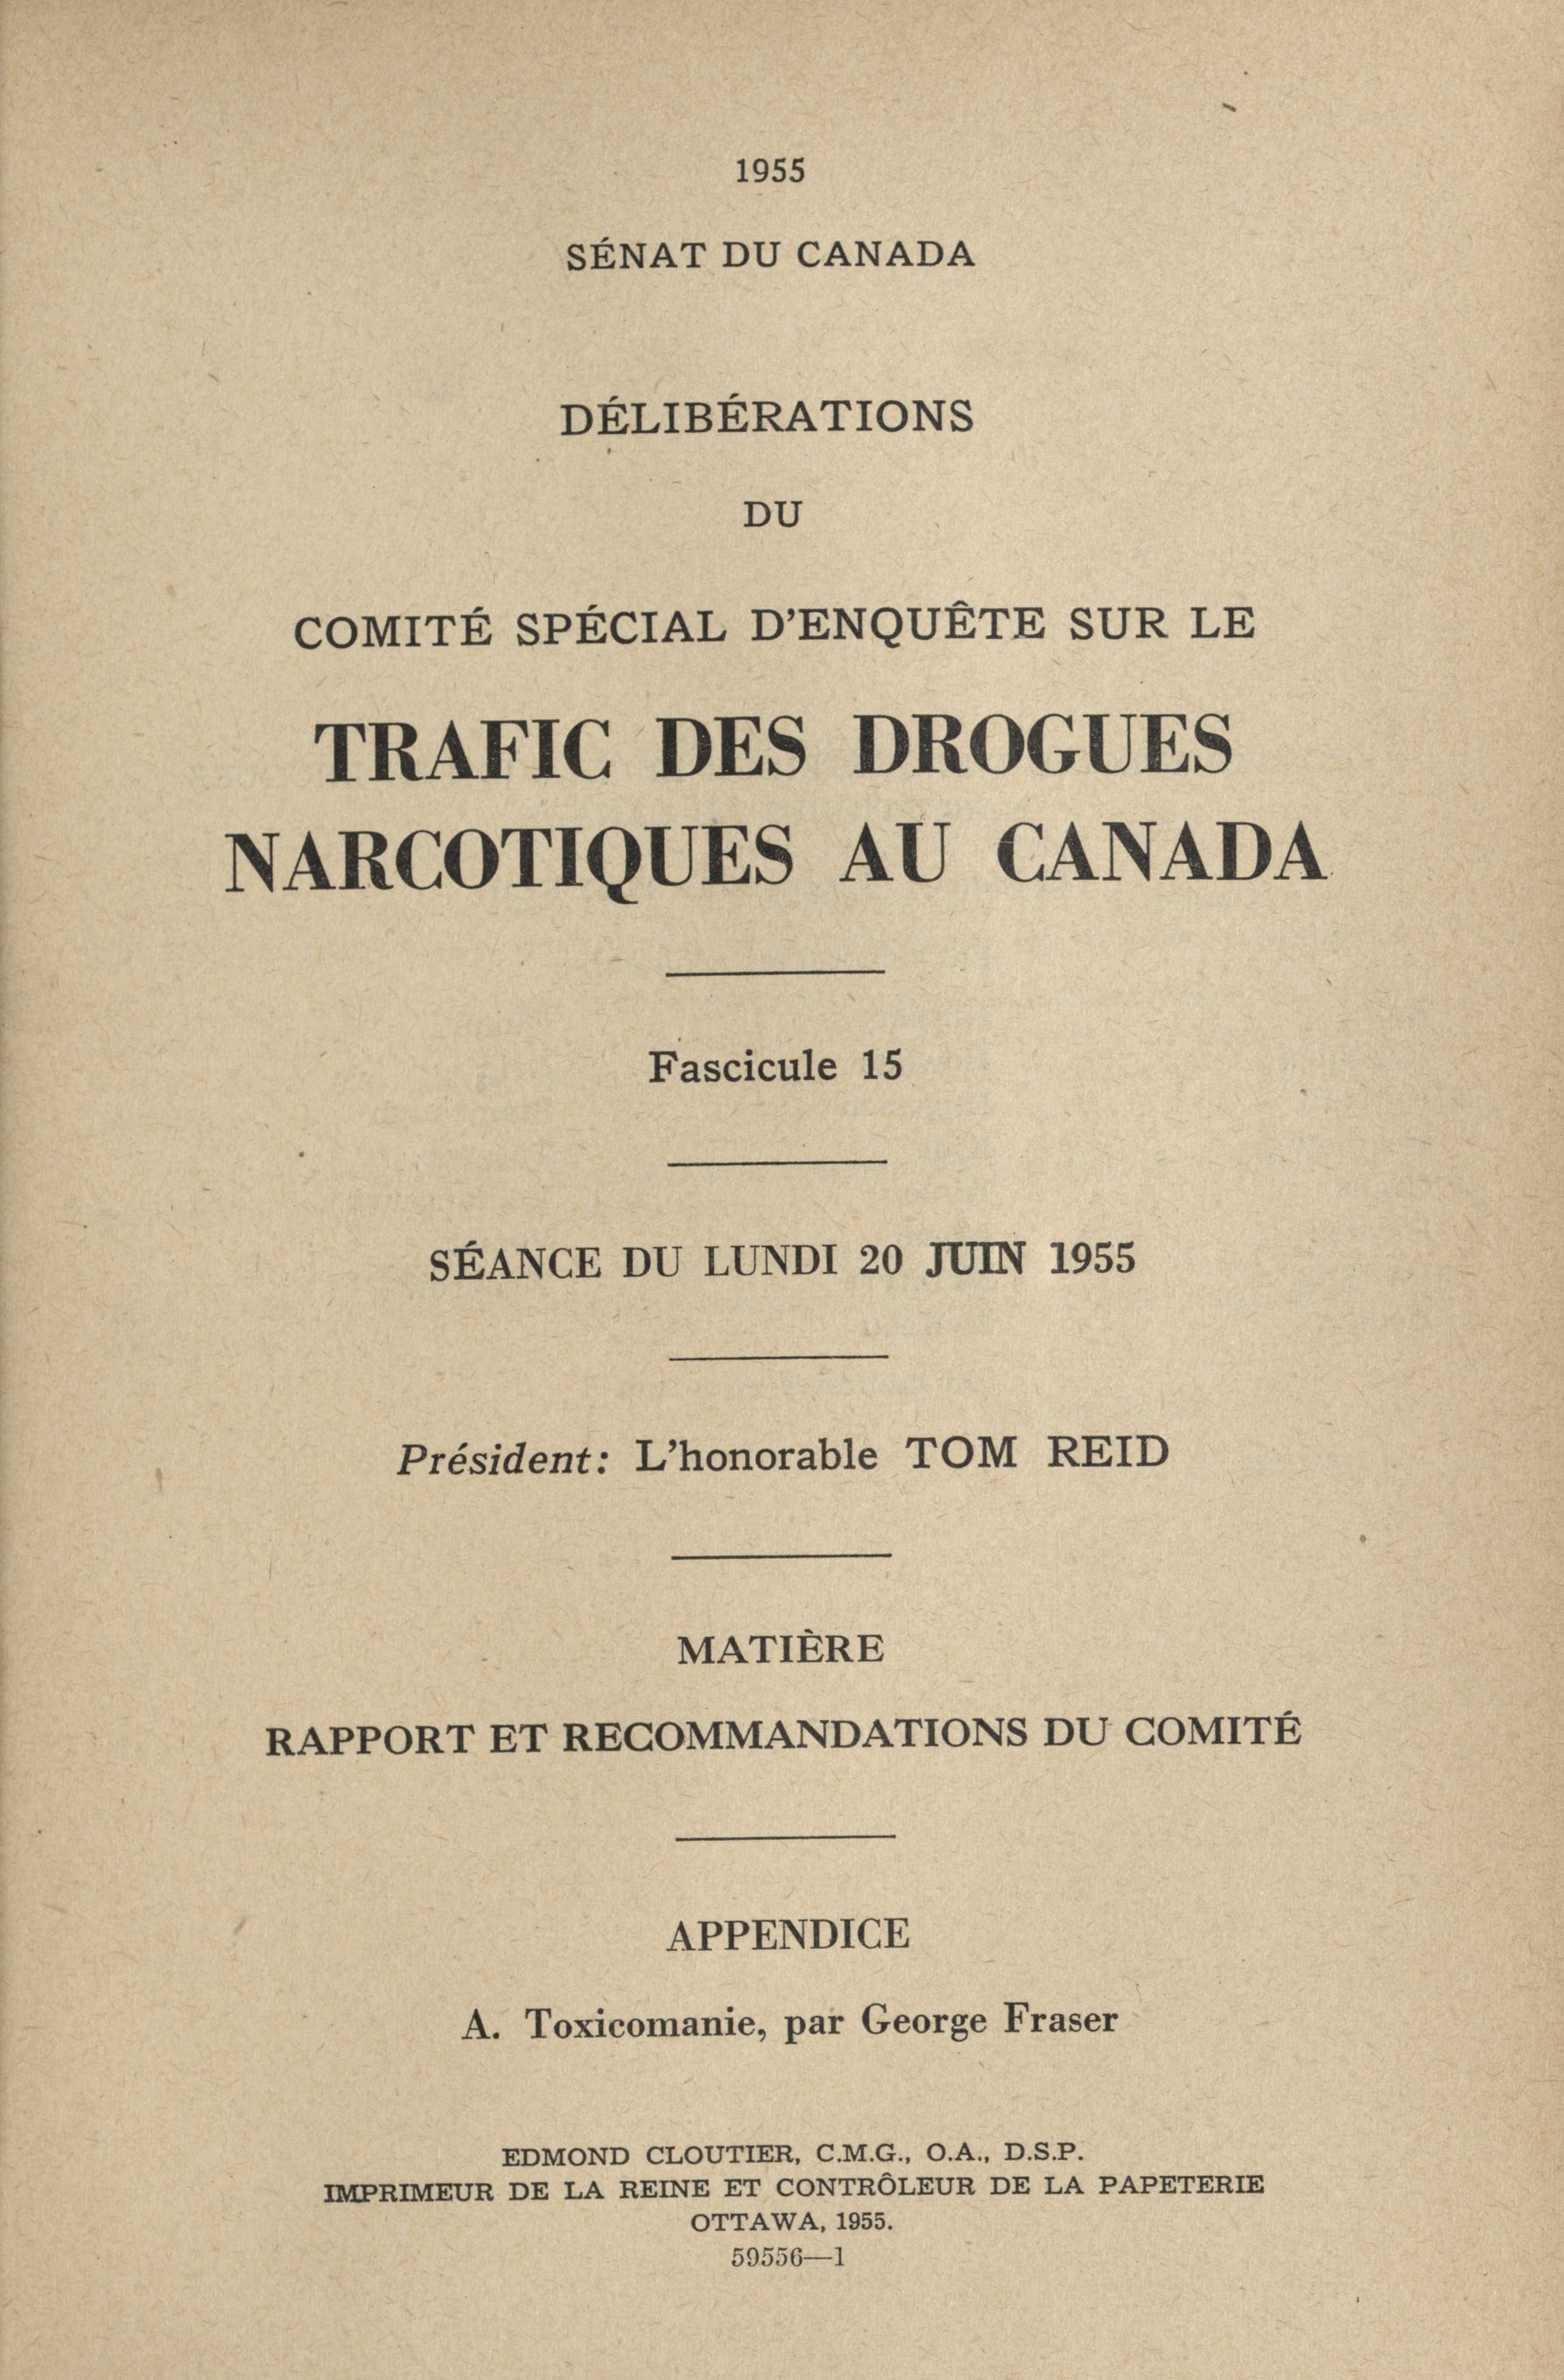 1955
SÉNAT DU CANADA
DÉLIBÉRATIONS
DU
COMITÉ SPÉCIAL D'ENQUÊTE SUR LE
TRAFIC DES DROGUES
NARCOTIQUES AU CANADA
Fascicule 15
SÉANCE DU LUNDI 20 JUIN 1955
Président: L'honorable TOM REID
MATIÈRE
RAPPORT ET RECOMMANDATIONS DU COMITÉ
APPENDICE
A. Toxicomanie, par George Fraser
EDMOND CLOUTIER, C.M.G., O.A., D.S.P.
IMPRIMEUR DE LA REINE ET CONTRÔLEUR DE LA PAPETERIE
OTTAWA, 1955.
59556—1